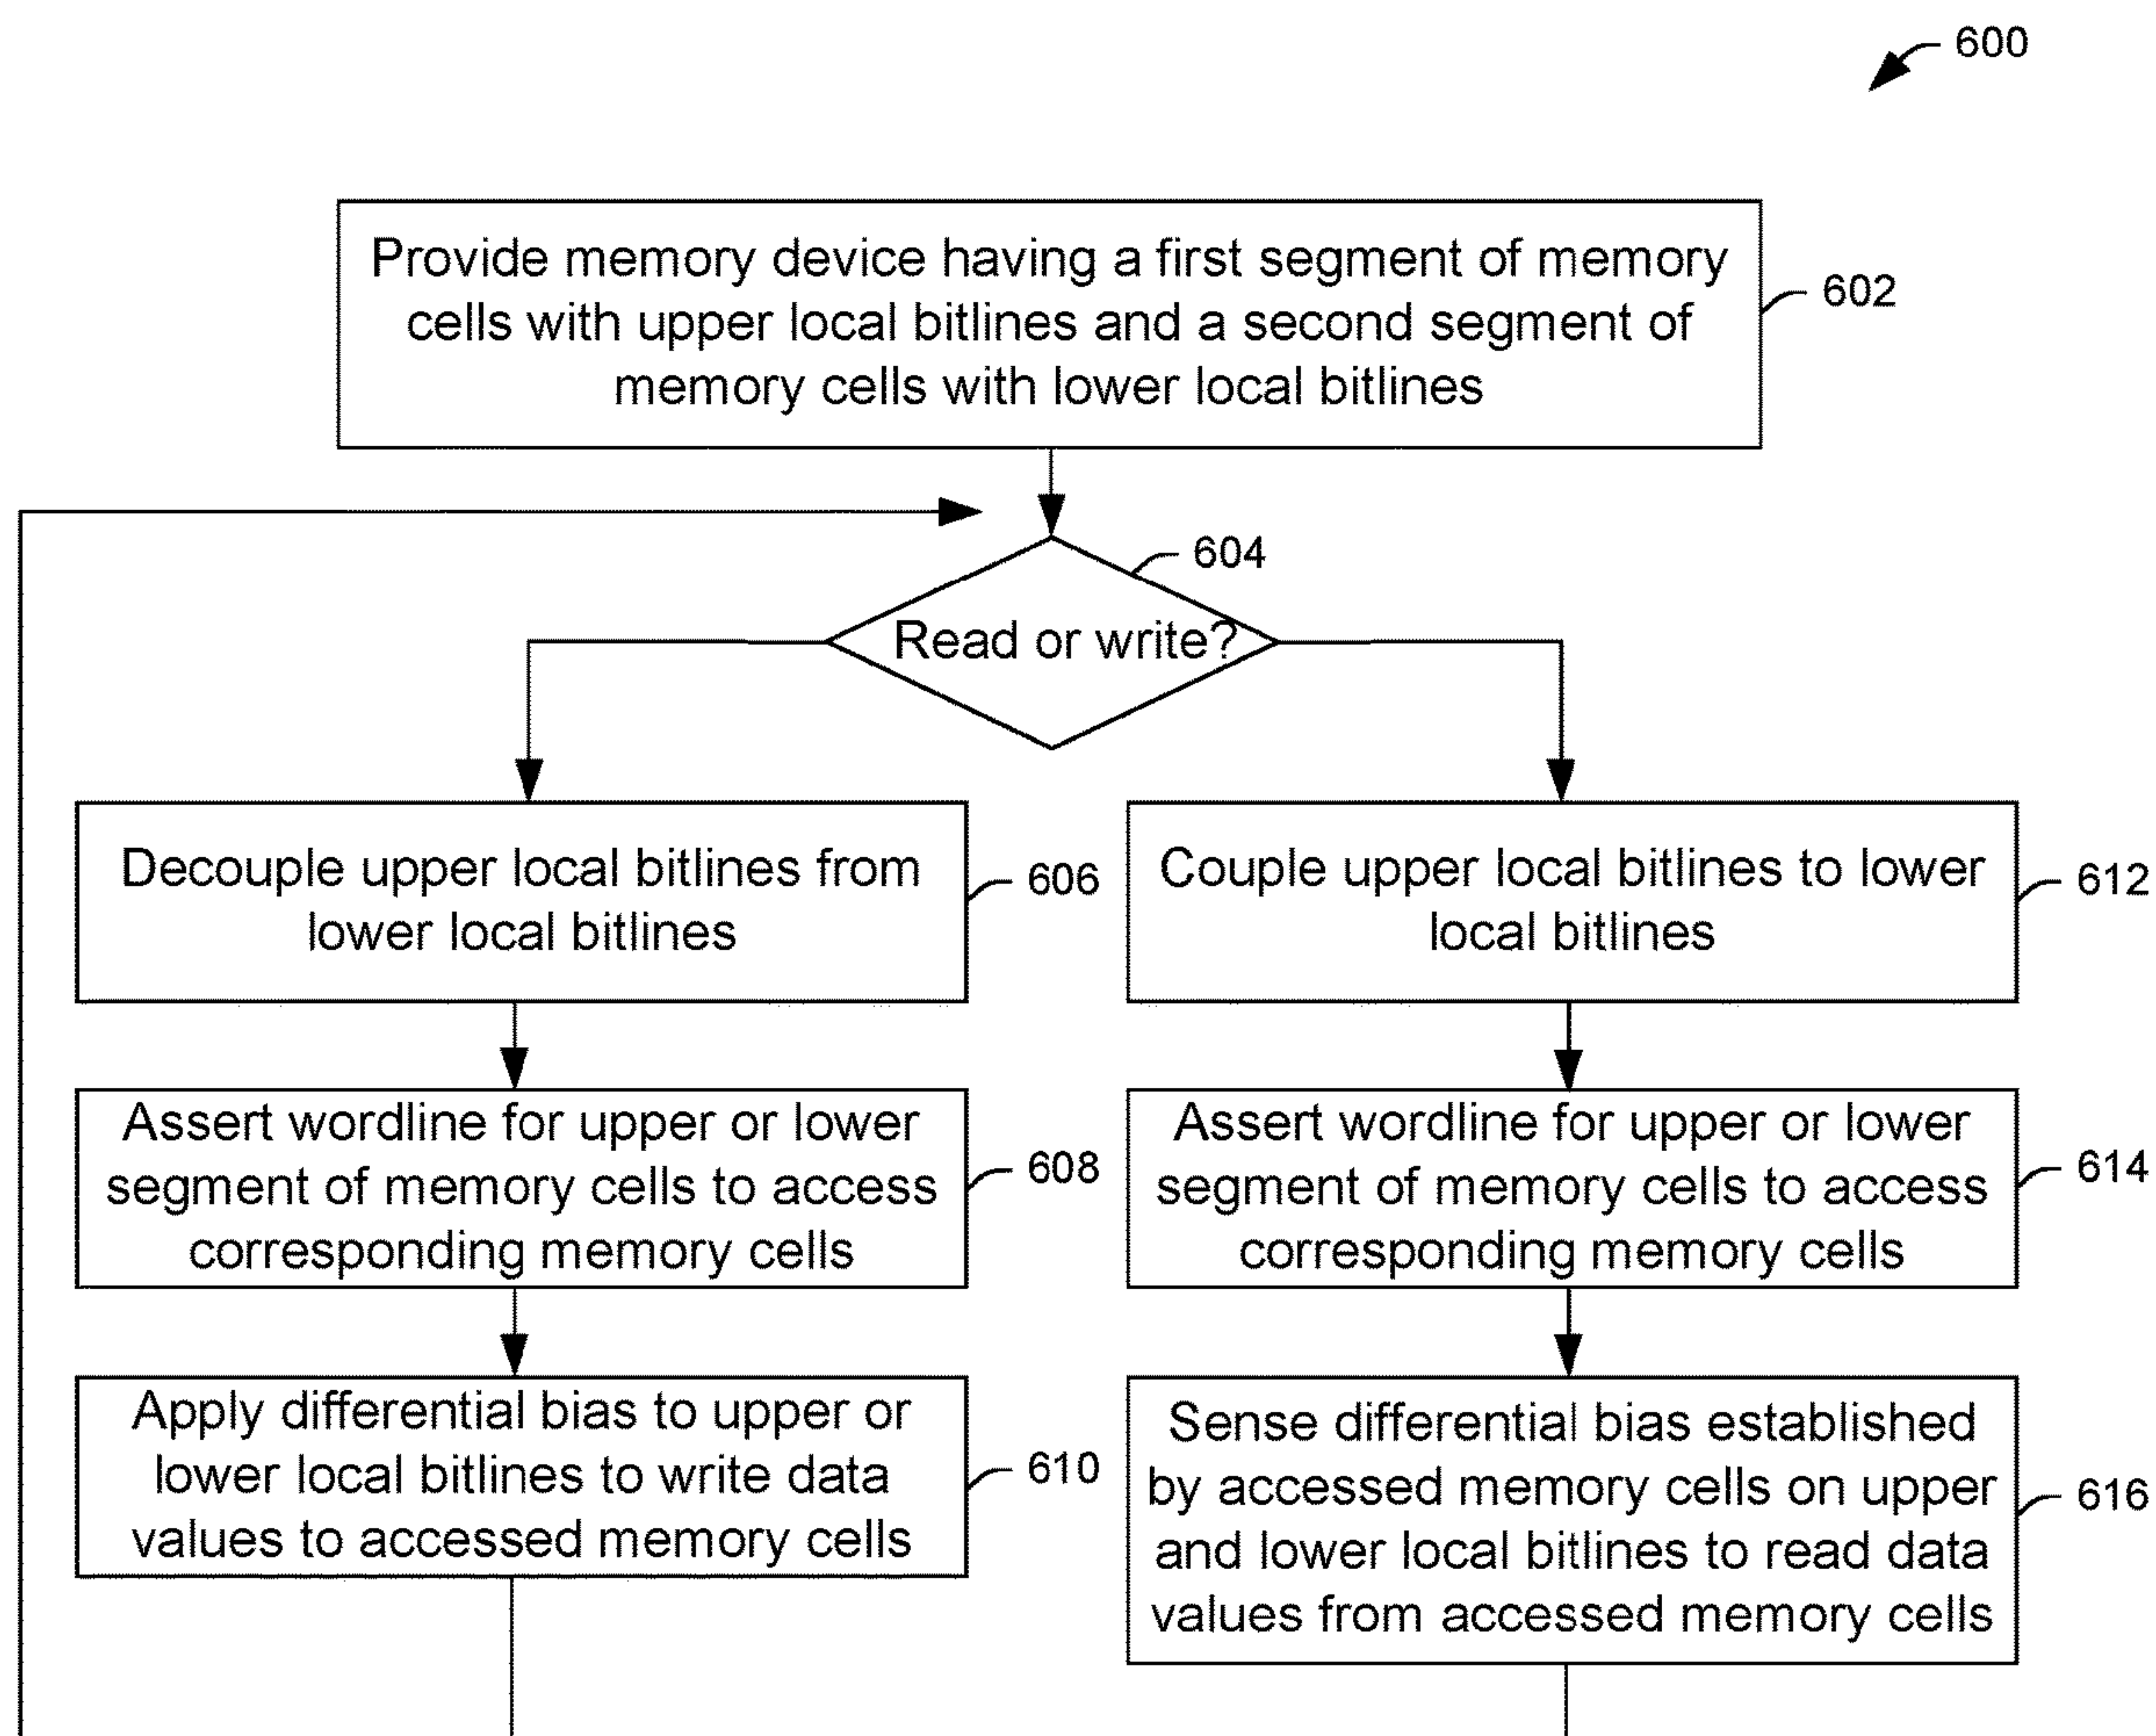 600
Provide memory device having a first segment of memory
cells with upper local bitlines and a second segment of
memory cells with lower local bitlines
602
604
Read or write?
Decouple upper local bitlines from
lower local bitlines
606
Couple upper local bitlines to lower
local bitlines
612
Assert wordline for upper or lower
segment of memory cells to access
corresponding memory cells
608
Assert wordline for upper or lower
segment of memory cells to access
corresponding memory cells
614
Apply differential bias to upper or
lower local bitlines to write data
values to accessed memory cells
610
Sense differential bias established
by accessed memory cells on upper
and lower local bitlines to read data
values from accessed memory cells
616